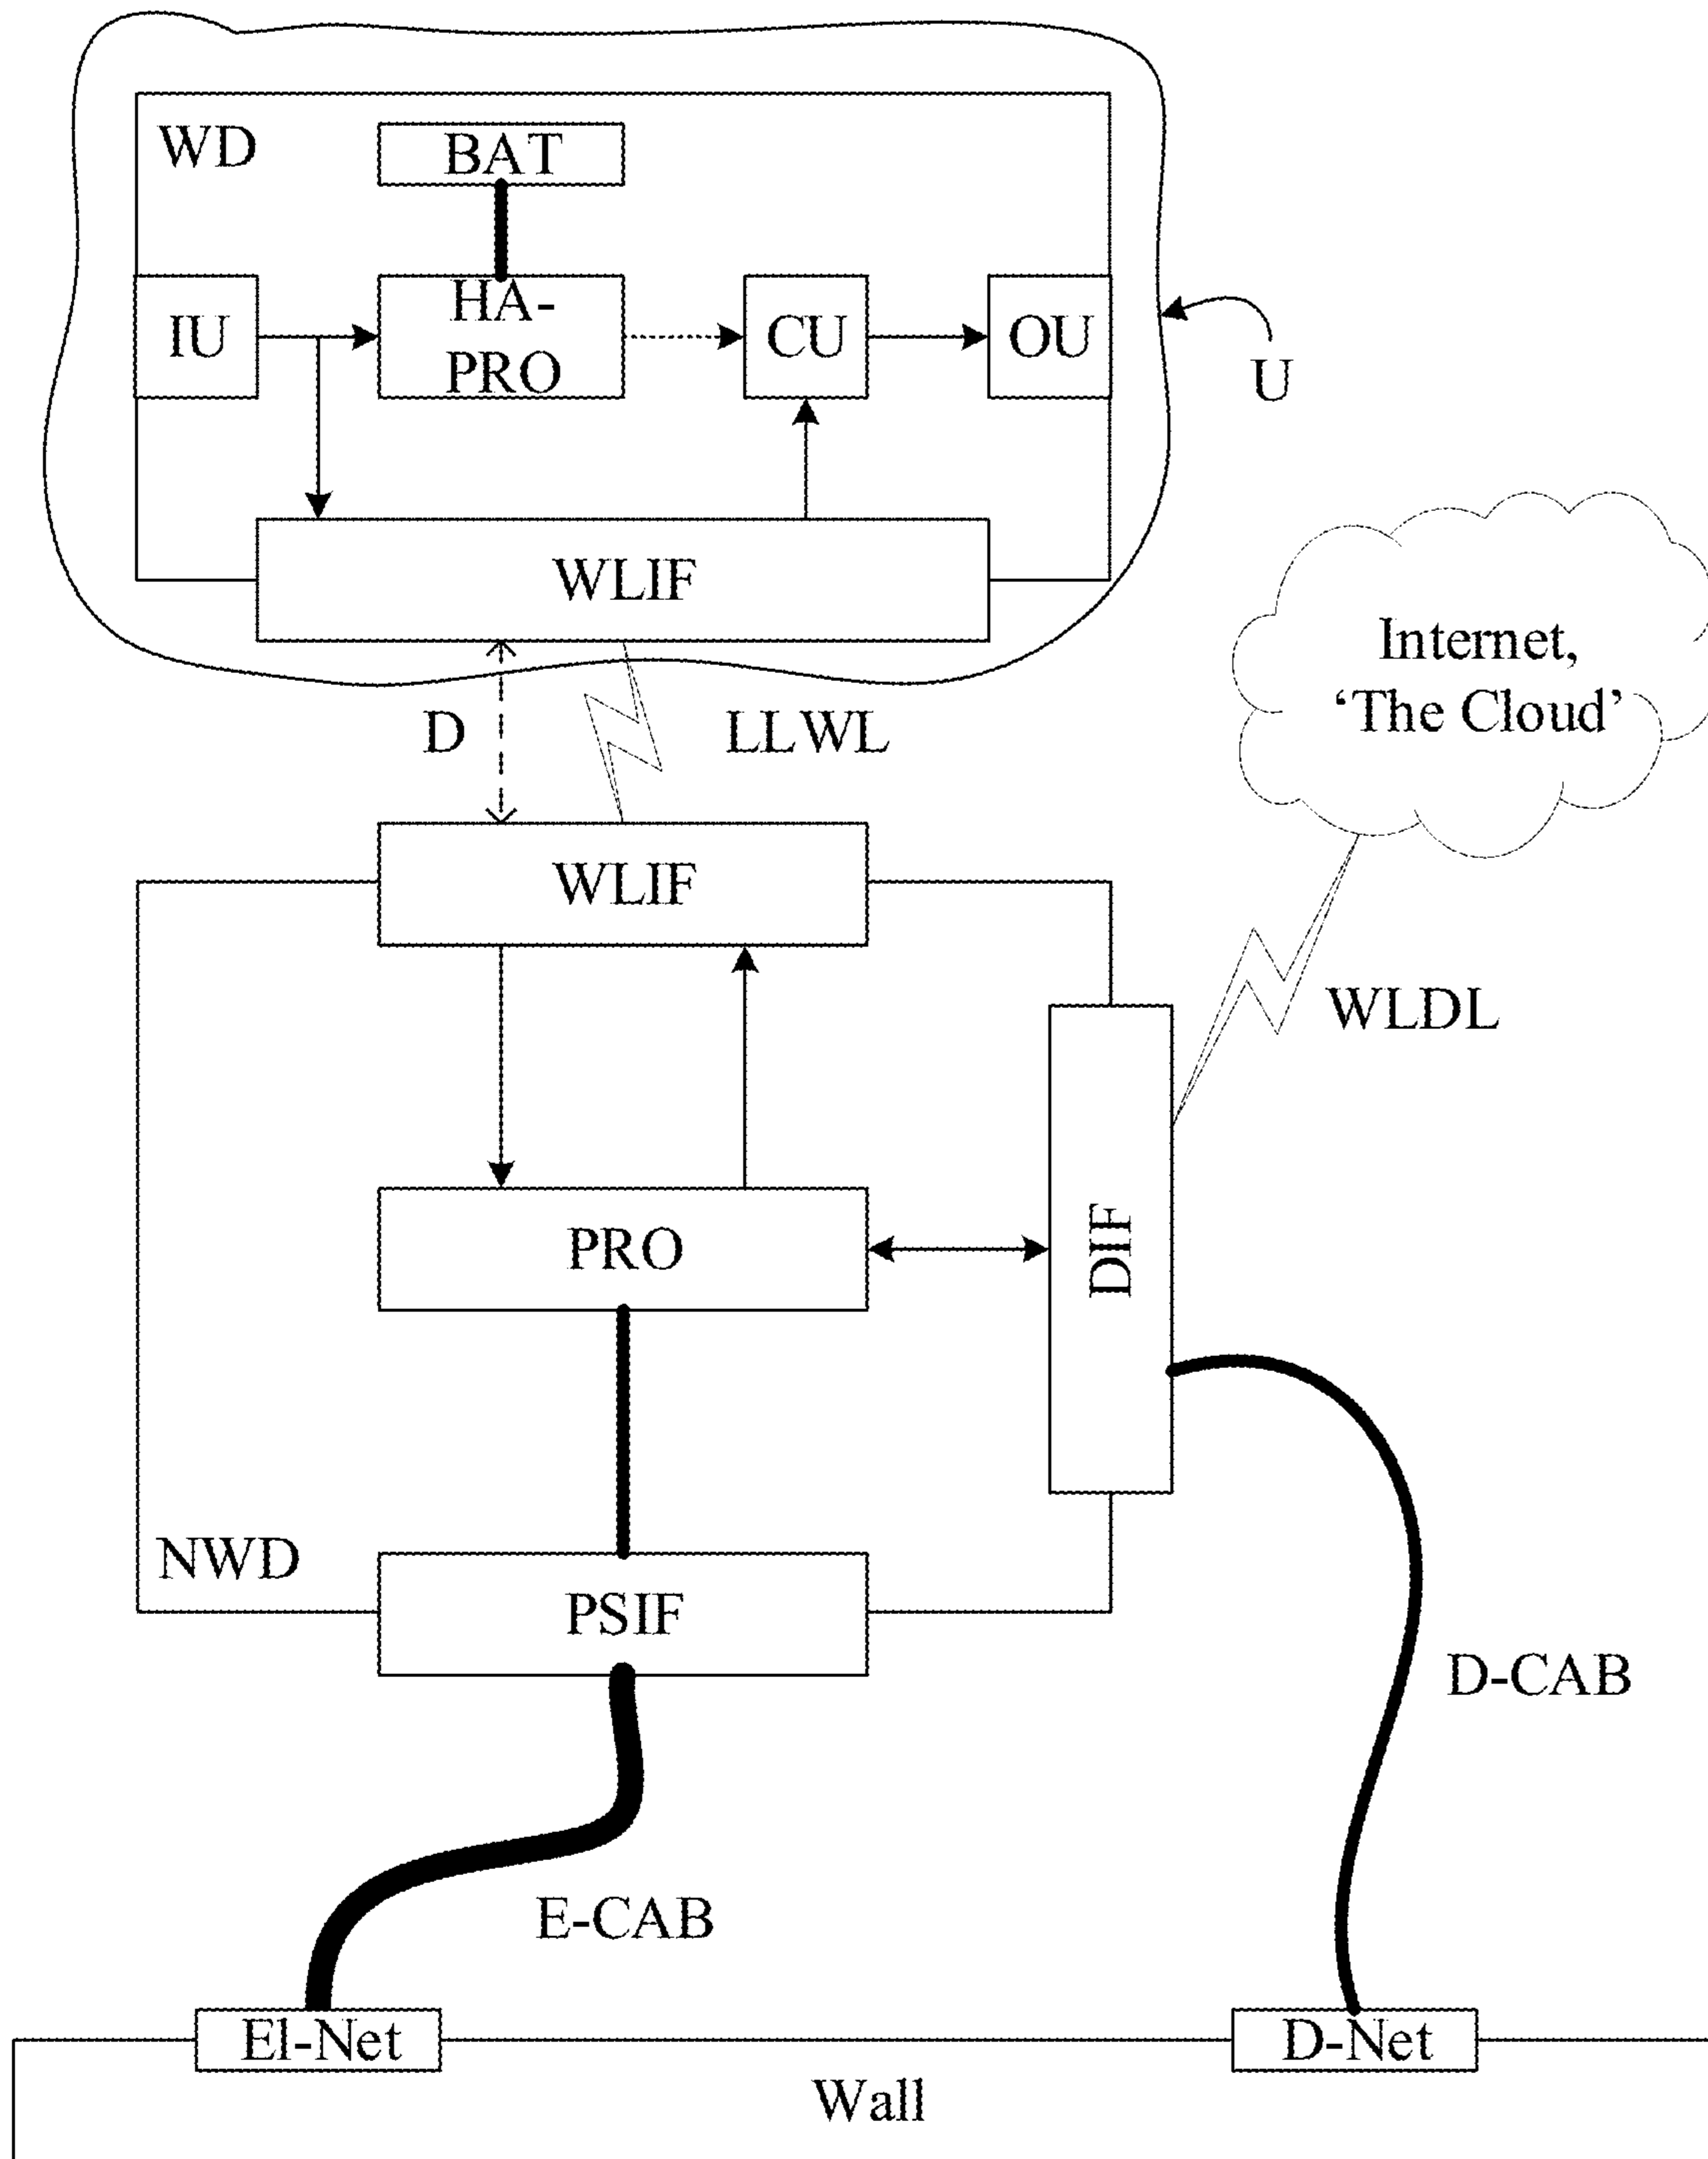 WD
BAT
IU
HA-
PRO
CU
OU
U
WLIF
D
LLWL
Internet,
‘The Cloud’
WLIF
WLDL
PRO
DIF
NWD
PSIF
D-CAB
E-CAB
El-Net
D-Net
Wall